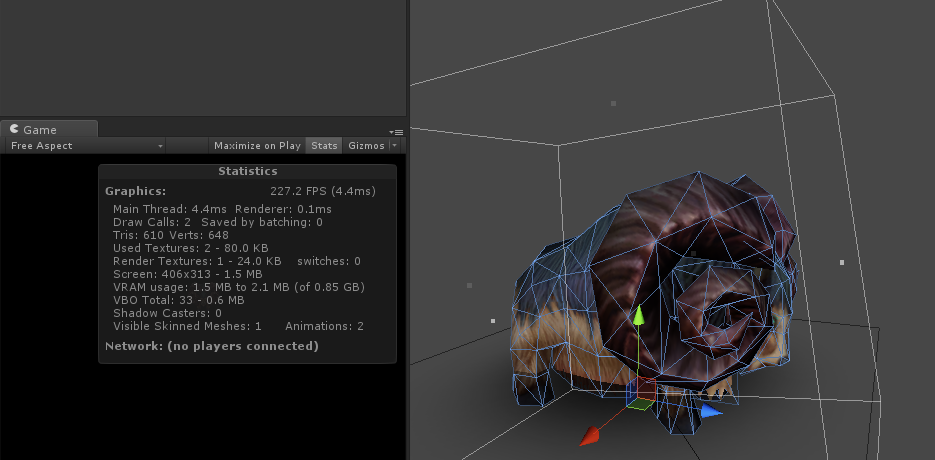 Game
Free Aspect Maximize on Play Stats Gizmos
Statistics
Graphics: 227.2 FPS (4.4ms)
Main Thread: 4.4ms Renderer: 0.1ms
Draw Calls: 2 Saved by batching: 0
Tris: 610 Verts: 648
Used Textures: 2 - 80.0 KB
Render Textures: 1 - 24.0 KB switches: 0
Screen: 406x313 - 1.5 MB
VRAM usage: 1.5 MB to 2.1 MB (of 0.85 GB)
VBO Total: 33 - 0.6 MB
Shadow Casters: 0
Visible Skinned Meshes: 1 Animations: 2
Network: (no players connected)